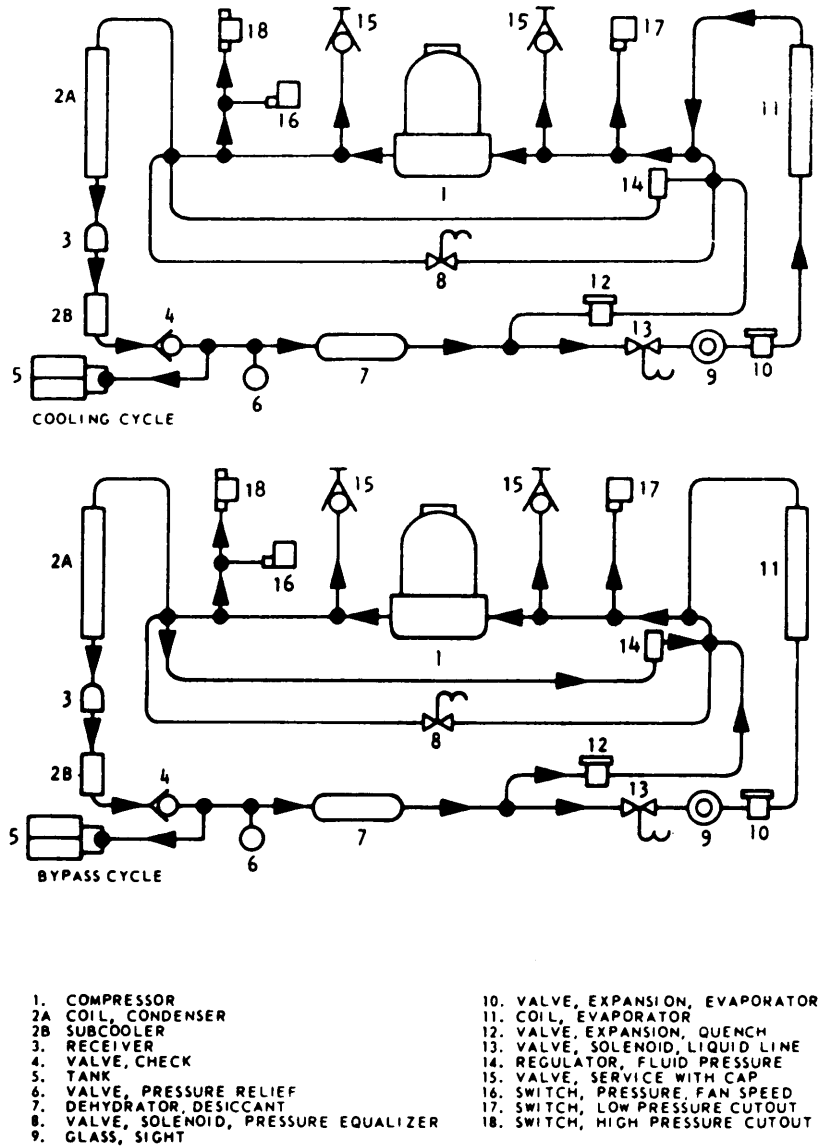 18
15
15
17
2A
16
11
14
1
3
8
12
2B
4
13
5
6
7
9
10
COOLING CYCLE
18
15
15
17
2A
16
11
14
1
3
8
12
2B
4
13
5
6
7
9
10
BYPASS CYCLE
1. COMPRESSOR
2A COIL, CONDENSER
2B SUBCOOLER
3. RECEIVER
4. VALVE, CHECK
5. TANK
6. VALVE, PRESSURE RELIEF
7. DEHYDRATOR, DESICCANT
8. VALVE, SOLENOID, PRESSURE EQUALIZER
9. GLASS, SIGHT
10. VALVE, EXPANSION, EVAPORATOR
11. COIL, EVAPORATOR
12. VALVE, EXPANSION, QUENCH
13. VALVE, SOLENOID, LIQUID LINE
14. REGULATOR, FLUID PRESSURE
15. VALVE, SERVICE WITH CAP
16. SWITCH, PRESSURE, FAN SPEED
17. SWITCH, LOW PRESSURE CUTOUT
18. SWITCH, HIGH PRESSURE CUTOUT